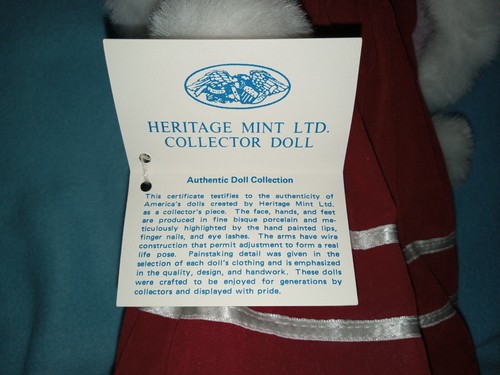 HERITAGE MINT LTD.
COLLECTOR DOLL
Authentic Doll Collection
This certificate testifies to the authenticity of
America's dolls created by Heritage Mint Ltd.
as a collector's piece. The face, hands, and feet
are produced in fine bisque porcelain and me-
ticulously highlighted by the hand painted lips,
finger nails, and eye lashes. The arms have wire
construction that permit adjustment to form a real
life pose. Painstaking detail was given in the
selection of each doll's clothing and is emphasized
in the quality, design, and handwork. These dolls
were crafted to be enjoyed for generations by
collectors and displayed with pride.